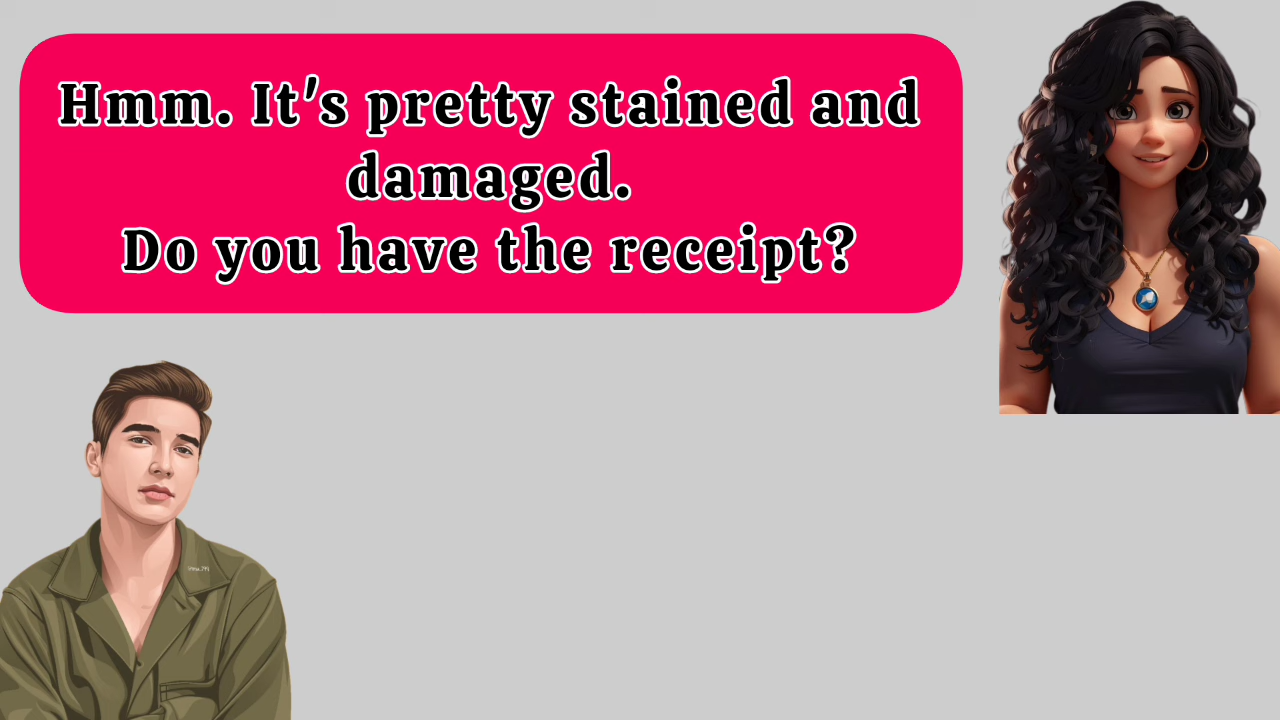 Hmm. It's pretty stained and
damaged.
Do you have the receipt?